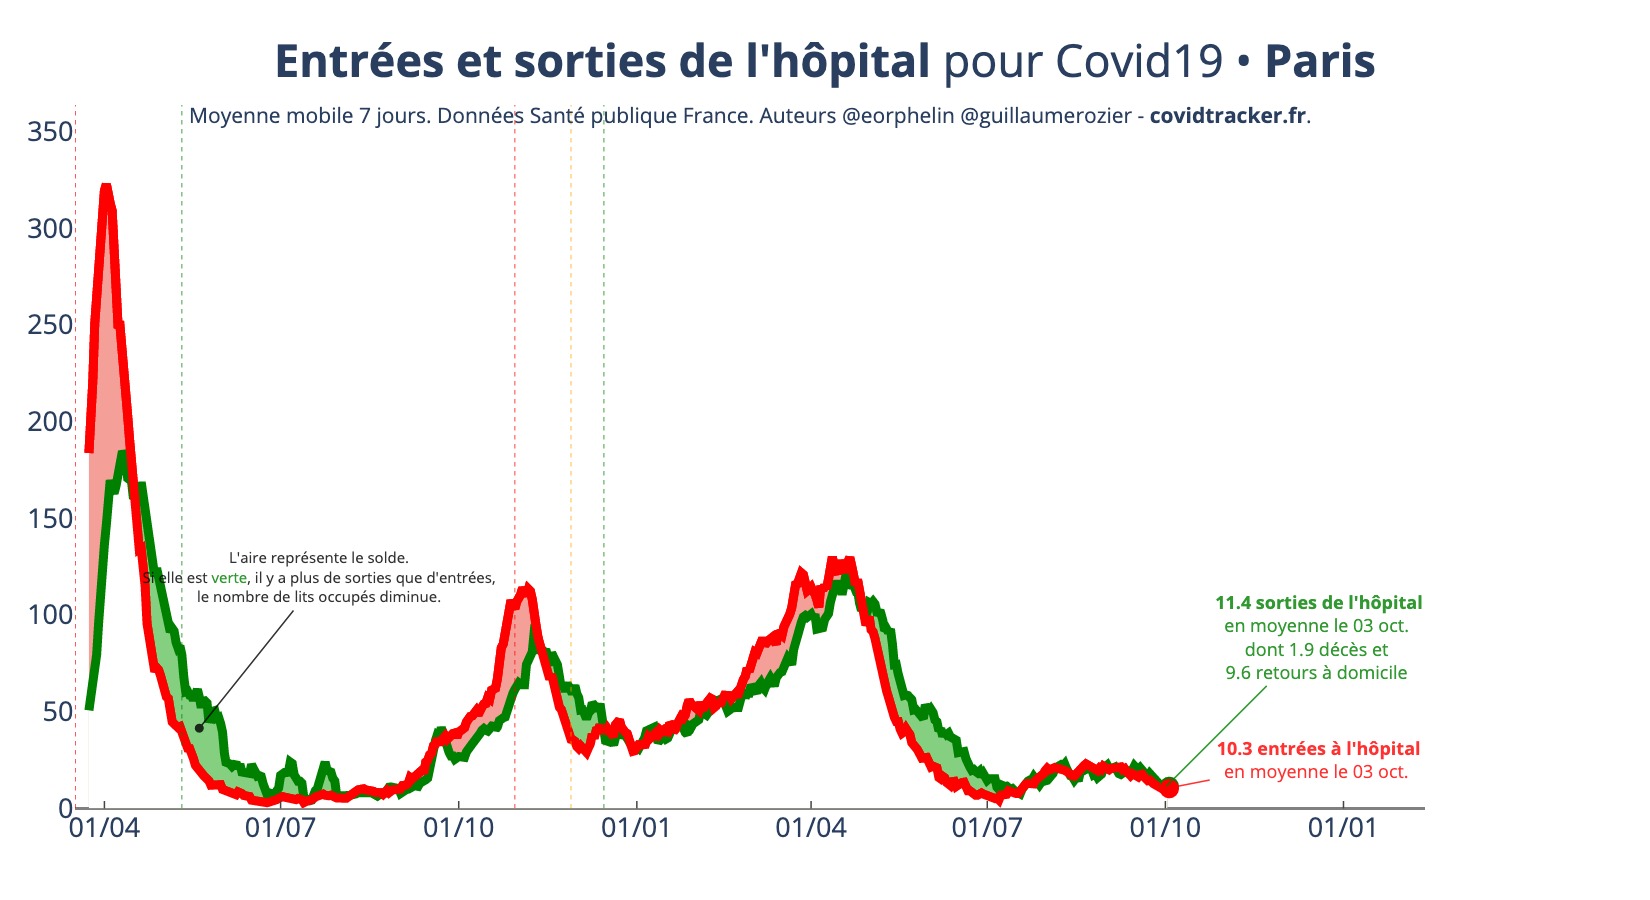 Entrées et sorties de l'hôpital pour Covid19 • Paris
Moyenne mobile 7 jours. Données Santé publique France. Auteurs @eorphelin @guillaumerozier - covidtracker.fr.
350
300
250
200
150
100
50
0
L'aire représente le solde.
Si elle est verte, il y a plus de sorties que d'entrées,
le nombre de lits occupés diminue.
11.4 sorties de l'hôpital
en moyenne le 03 oct.
dont 1.9 décès et
9.6 retours à domicile
10.3 entrées à l'hôpital
en moyenne le 03 oct.
01/04 01/07 01/10 01/01 01/04 01/07 01/10 01/01